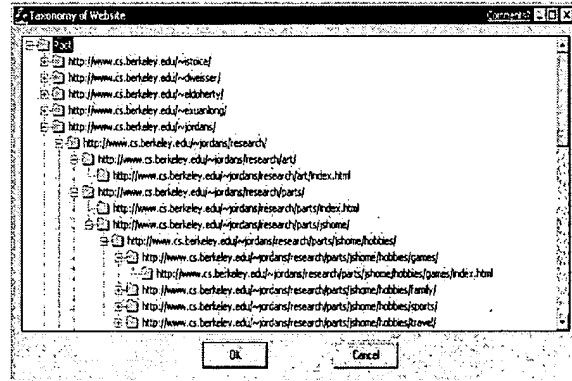 Taxonomy of Website Comments?
Root
http://www.cs.berkeley.edu/~istoice/
http://www.cs.berkeley.edu/~dweisser/
http://www.cs.berkeley.edu/~eldoherty/
http://www.cs.berkeley.edu/~exuanlong/
http://www.cs.berkeley.edu/~jordans/
http://www.cs.berkeley.edu/~jordans/research/
http://www.cs.berkeley.edu/~jordans/research/art/
http://www.cs.berkeley.edu/~jordans/research/art/index.html
http://www.cs.berkeley.edu/~jordans/research/parts/
http://www.cs.berkeley.edu/~jordans/research/parts/index.html
http://www.cs.berkeley.edu/~jordans/research/parts/jshome/
http://www.cs.berkeley.edu/~jordans/research/parts/jshome/hobbies/
http://www.cs.berkeley.edu/~jordans/research/parts/jshome/hobbies/games/
http://www.cs.berkeley.edu/~jordans/research/parts/jshome/hobbies/games/index.html
http://www.cs.berkeley.edu/~jordans/research/parts/jshome/hobbies/family/
http://www.cs.berkeley.edu/~jordans/research/parts/jshome/hobbies/sports/
http://www.cs.berkeley.edu/~jordans/research/parts/jshome/hobbies/travel/
OK Cancel